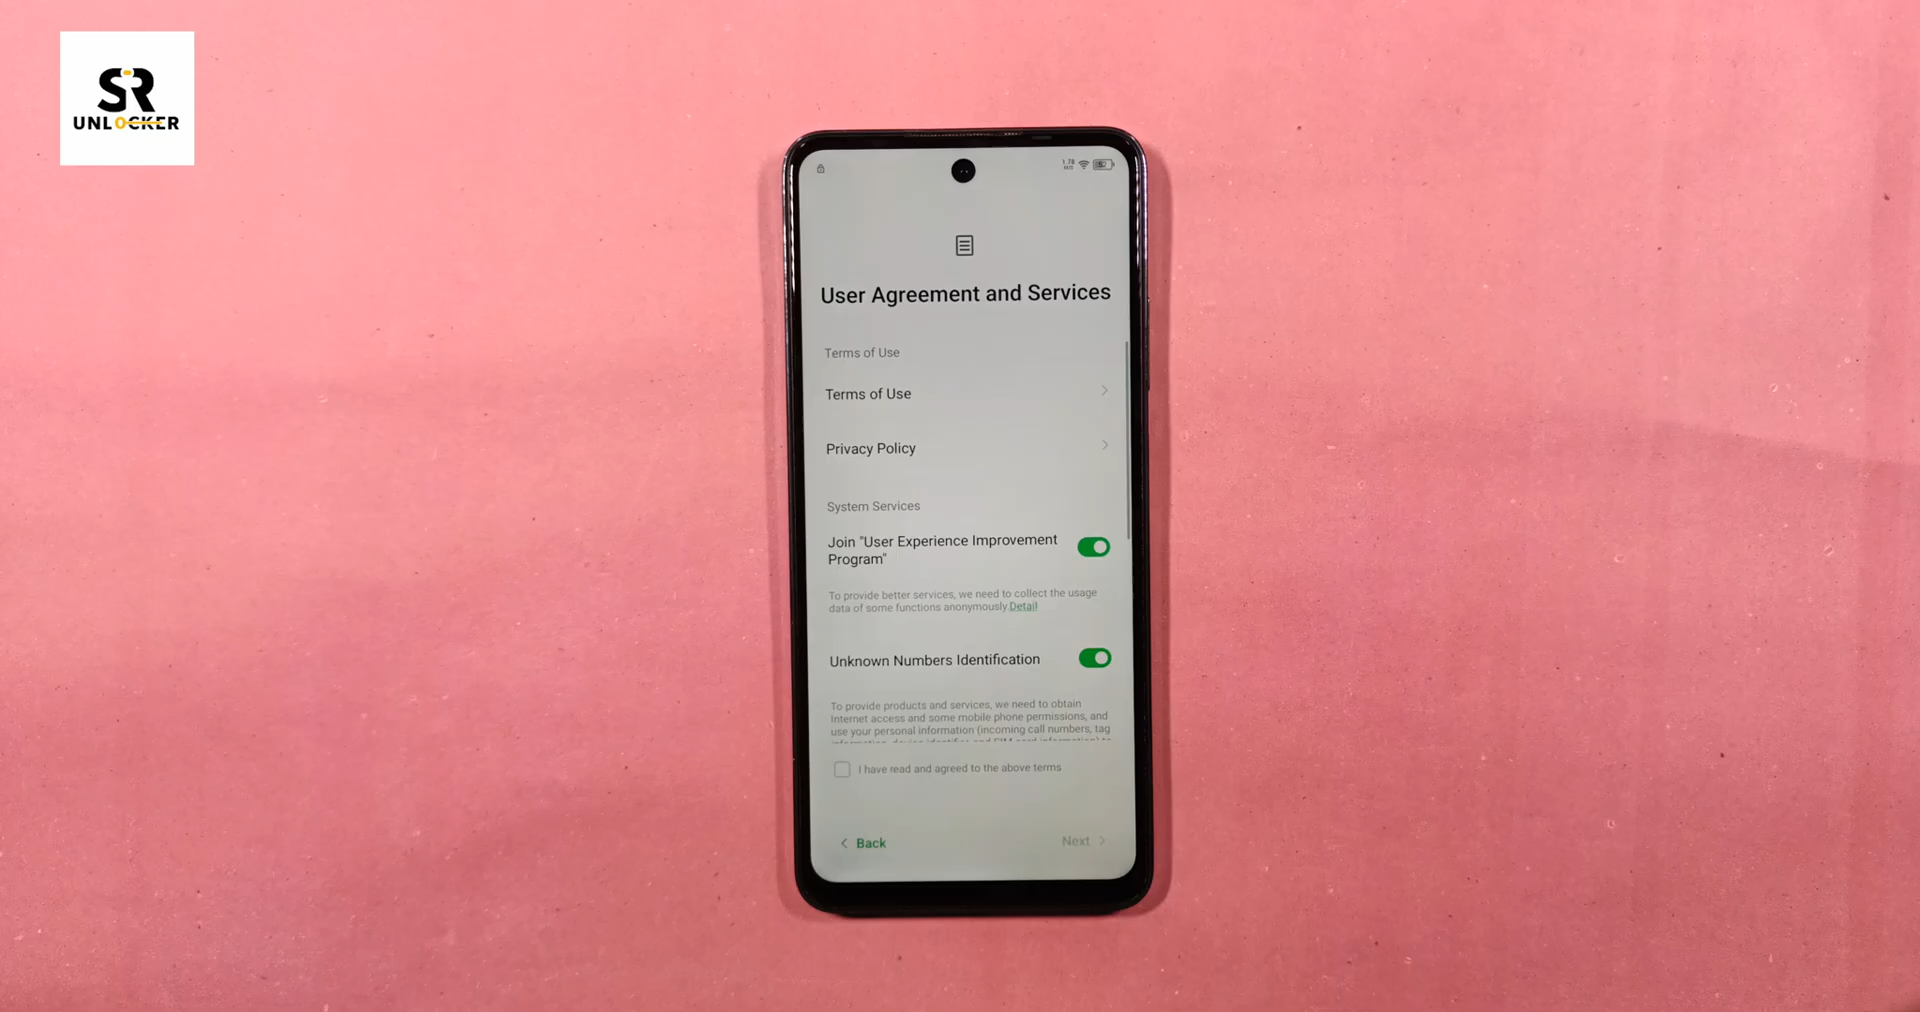 SR
UNLOCKER
1.78
User Agreement and Services
Terms of Use
Terms of Use
Privacy Policy
System Services
Join "User Experience Improvement
Program"
To provide better services, we need to collect the usage
data of some functions anonymously.Detail
Unknown Numbers Identification
To provide products and services, we need to obtain
Internet access and some mobile phone permissions, and
use your personal information (incoming call numbers, tag
I have read and agreed to the above terms
Back
Next